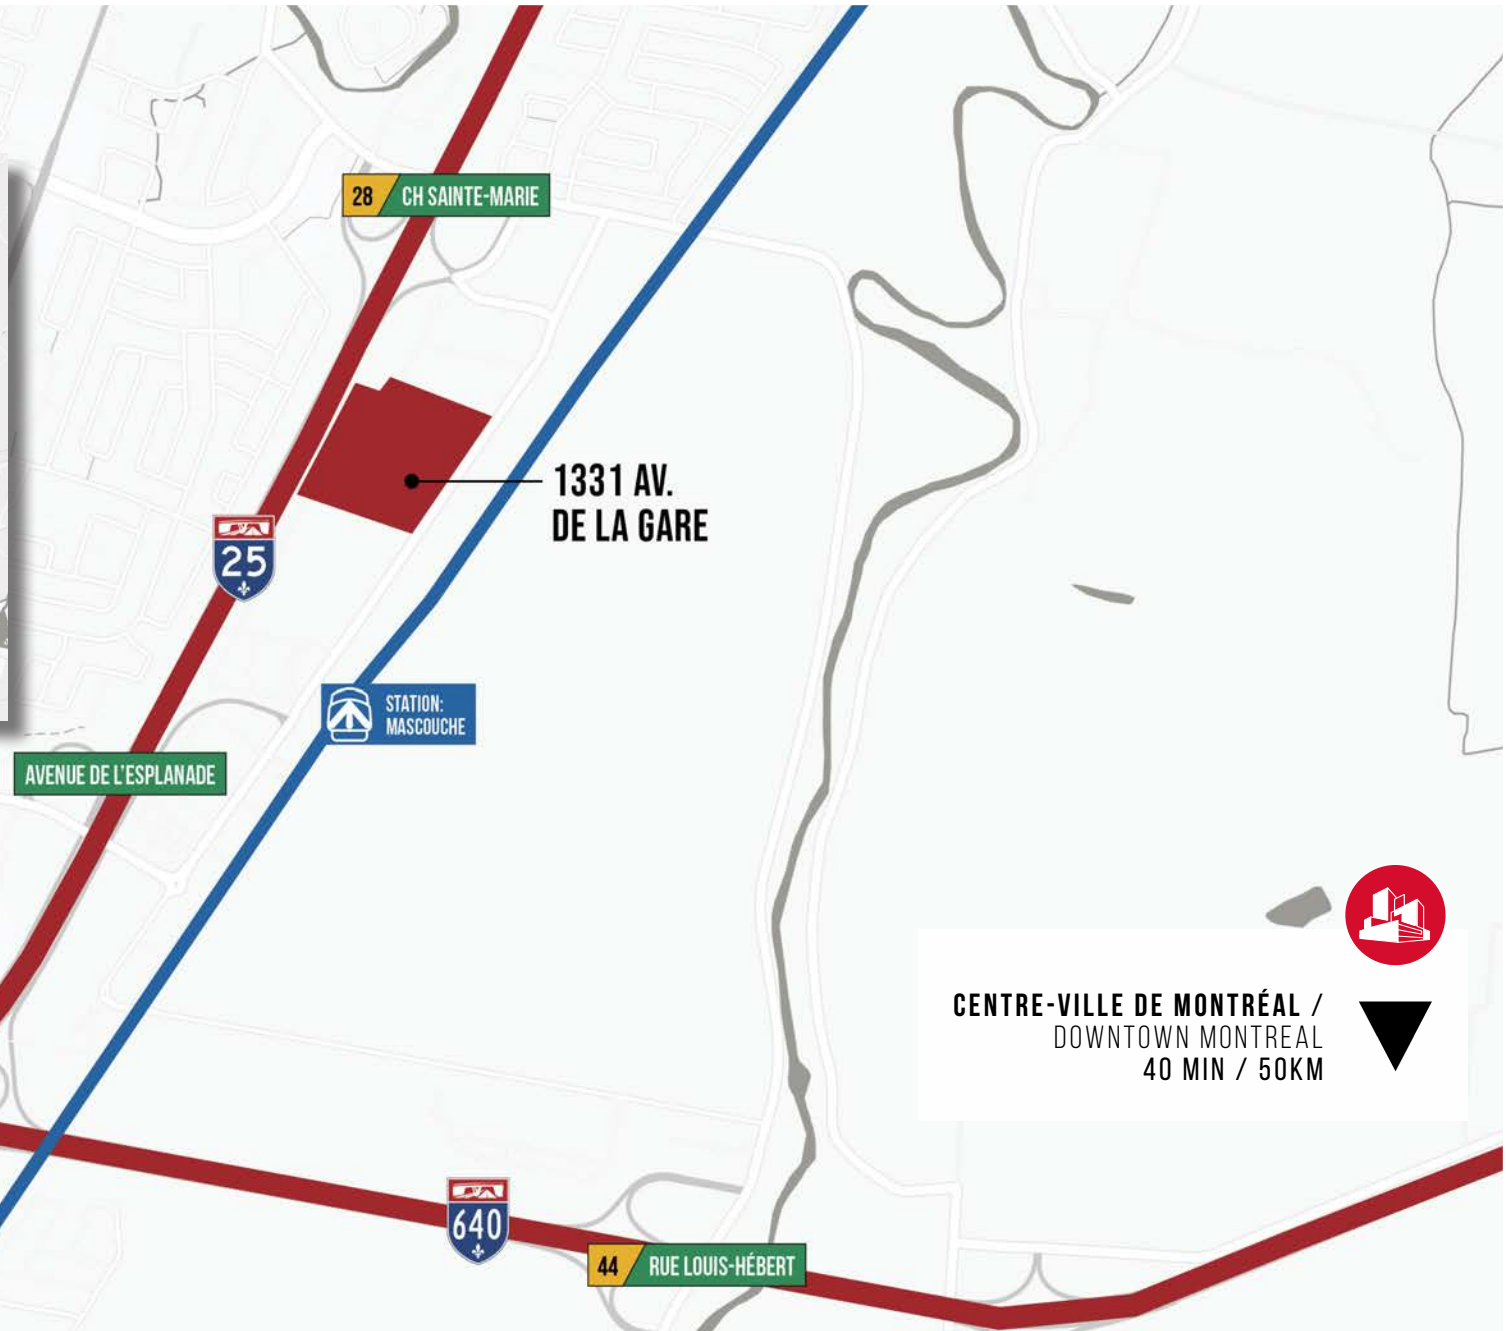 28 CH SAINTE-MARIE
1331 AV.
DE LA GARE
25
STATION:
MASCOUCHE
AVENUE DE L'ESPLANADE
CENTRE-VILLE DE MONTRÉAL /
DOWNTOWN MONTREAL
40 MIN / 50KM
640
44 RUE LOUIS-HÉBERT